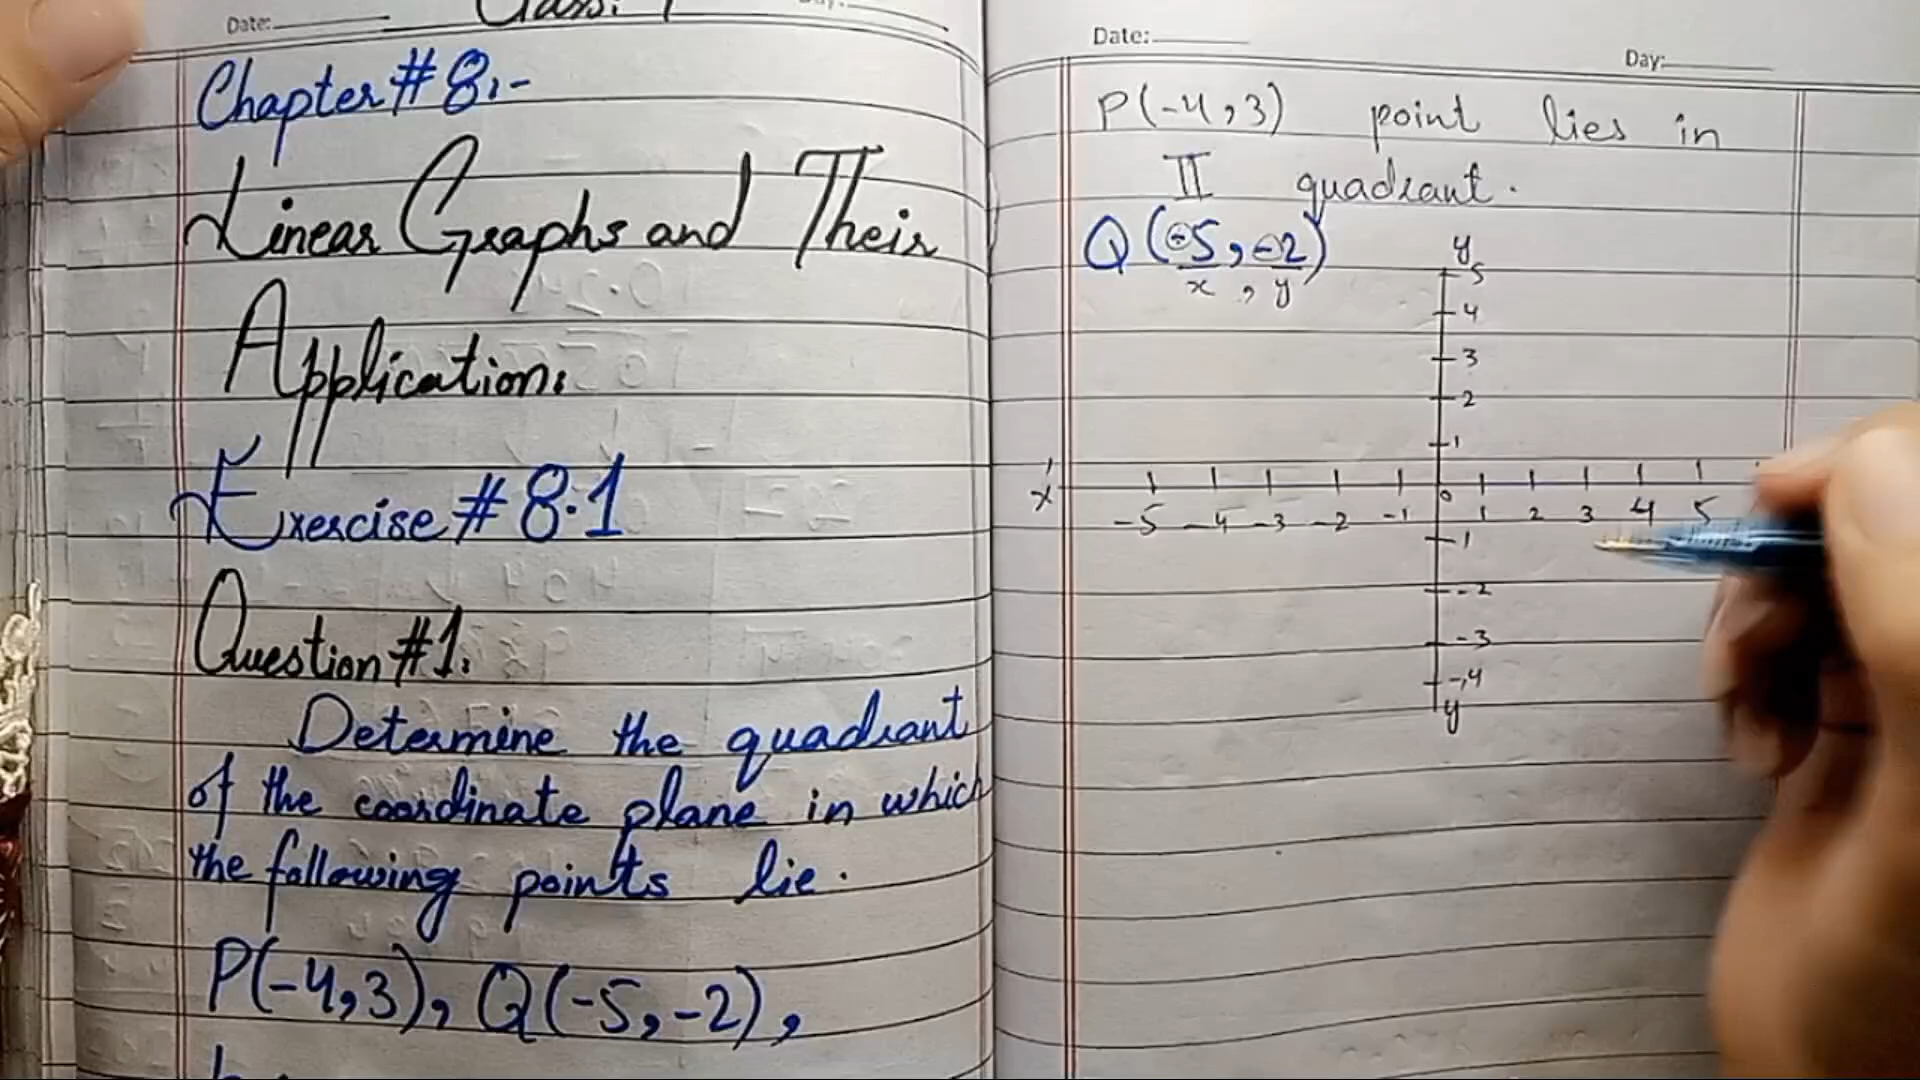 Date:
Chapter # 8:-
Linear Graphs and Their
Application:
Exercise # 8.1
Question #1:
Determine the quadrant
of the coordinate plane in which
the following points lie.
P(-4,3), Q(-5,-2),
Date:
Day:
P(-4,3) point lies in
II quadrant.
Q(-5,-2)
x , y
y
5
4
3
2
1
x'
-5 -4 -3 -2 -1 0 1 2 3 4 5
-1
-2
-3
-4
y